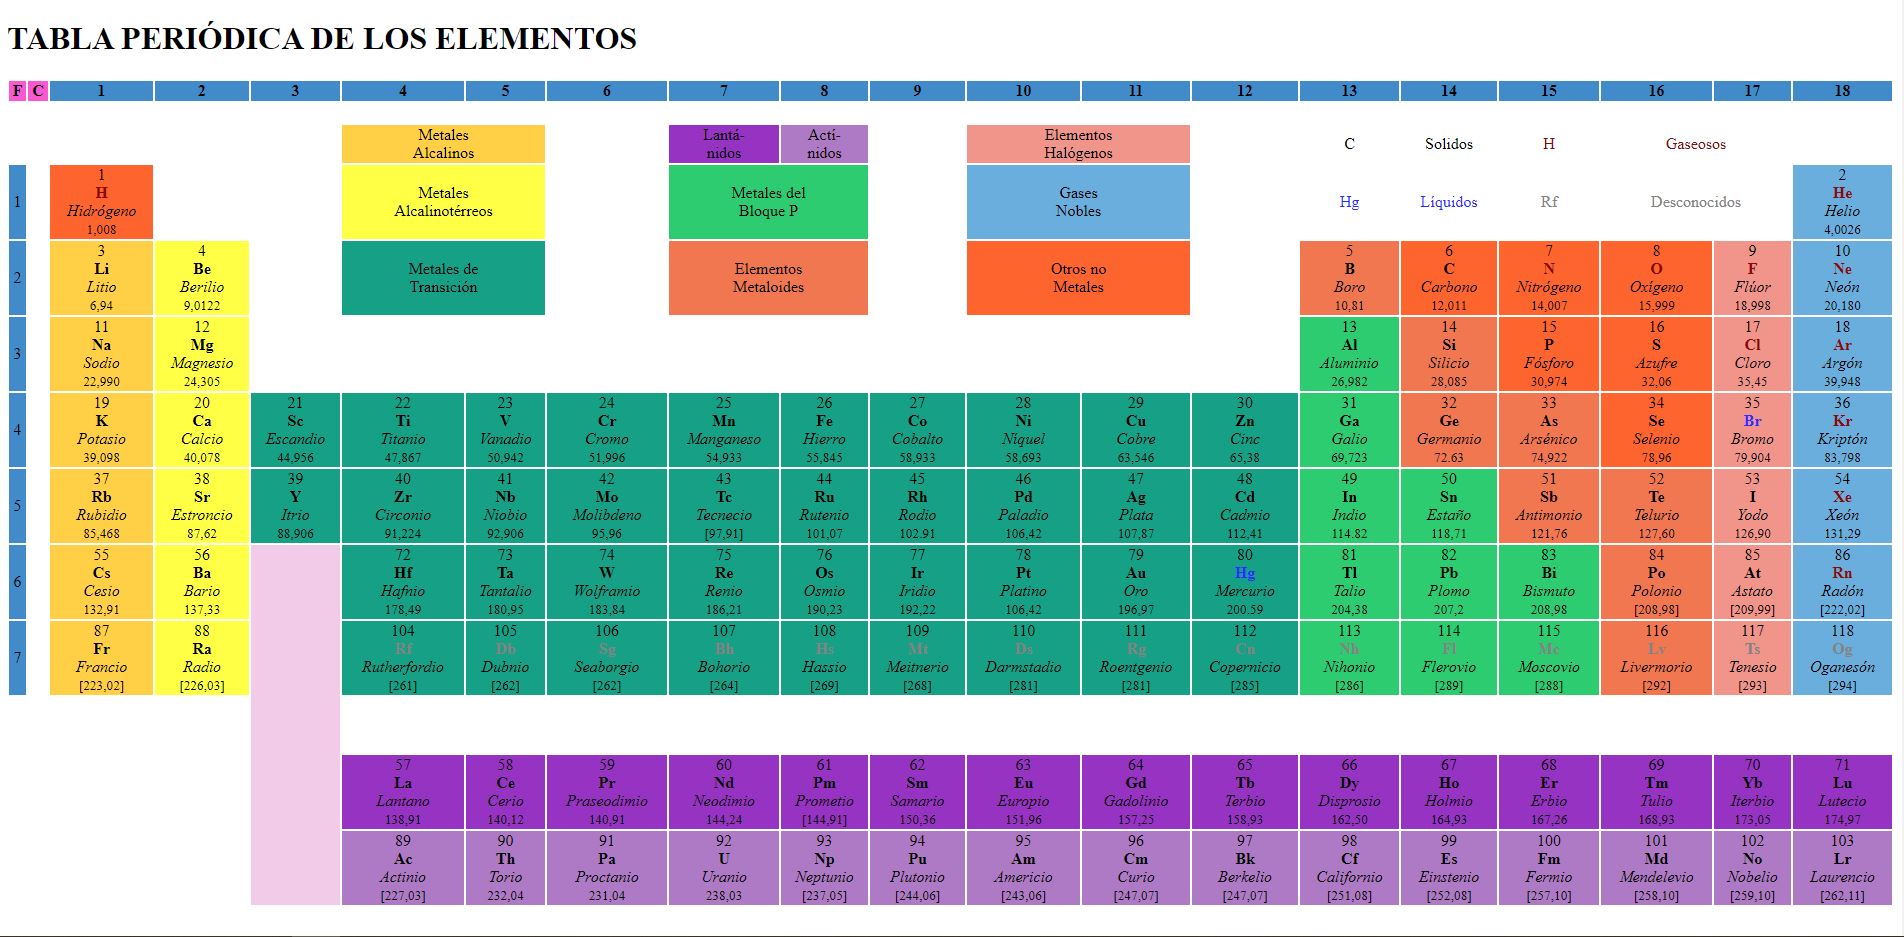 TABLA PERIÓDICA DE LOS ELEMENTOS
F C 1 2 3 4 5 6 7 8 9 10 11 12 13 14 15 16 17 18
Metales Lantá- Actí- Elementos
Alcalinos nidos nidos Halógenos C Solidos H Gaseosos
1 1 2
H Metales Metales del Gases He
Hidrógeno Alcalinotérreos Bloque P Nobles Hg Líquidos Rf Desconocidos Helio
1,008 4,0026
2 3 4 5 6 7 8 9 10
Li Be Metales de Elementos Otros no B C N O F Ne
Litio Berilio Transición Metaloides Metales Boro Carbono Nitrógeno Oxígeno Flúor Neón
6,94 9,0122 10,81 12,011 14,007 15,999 18,998 20,180
3 11 12 13 14 15 16 17 18
Na Mg Al Si P S Cl Ar
Sodio Magnesio Aluminio Silicio Fósforo Azufre Cloro Argón
22,990 24,305 26,982 28,085 30,974 32,06 35,45 39,948
4 19 20 21 22 23 24 25 26 27 28 29 30 31 32 33 34 35 36
K Ca Sc Ti V Cr Mn Fe Co Ni Cu Zn Ga Ge As Se Br Kr
Potasio Calcio Escandio Titanio Vanadio Cromo Manganeso Hierro Cobalto Níquel Cobre Cinc Galio Germanio Arsénico Selenio Bromo Kriptón
39,098 40,078 44,956 47,867 50,942 51,996 54,933 55,845 58,933 58,693 63,546 65,38 69,723 72.63 74,922 78,96 79,904 83,798
5 37 38 39 40 41 42 43 44 45 46 47 48 49 50 51 52 53 54
Rb Sr Y Zr Nb Mo Tc Ru Rh Pd Ag Cd In Sn Sb Te I Xe
Rubidio Estroncio Itrio Circonio Niobio Molibdeno Tecnecio Rutenio Rodio Paladio Plata Cadmio Indio Estaño Antimonio Telurio Yodo Xeón
85,468 87,62 88,906 91,224 92,906 95,96 [97,91] 101,07 102.91 106,42 107,87 112,41 114.82 118,71 121,76 127,60 126,90 131,29
6 55 56 72 73 74 75 76 77 78 79 80 81 82 83 84 85 86
Cs Ba Hf Ta W Re Os Ir Pt Au Hg Tl Pb Bi Po At Rn
Cesio Bario Hafnio Tantalio Wolframio Renio Osmio Iridio Platino Oro Mercurio Talio Plomo Bismuto Polonio Astato Radón
132,91 137,33 178,49 180,95 183,84 186,21 190,23 192,22 106,42 196,97 200.59 204,38 207,2 208,98 [208,98] [209,99] [222,02]
7 87 88 104 105 106 107 108 109 110 111 112 113 114 115 116 117 118
Fr Ra Rf Db Sg Bh Hs Mt Ds Rg Cn Nh Fl Mc Lv Ts Og
Francio Radio Rutherfordio Dubnio Seaborgio Bohorio Hassio Meitnerio Darmstadio Roentgenio Copernicio Nihonio Flerovio Moscovio Livermorio Tenesio Oganesón
[223,02] [226,03] [261] [262] [262] [264] [269] [268] [281] [281] [285] [286] [289] [288] [292] [293] [294]
57 58 59 60 61 62 63 64 65 66 67 68 69 70 71
La Ce Pr Nd Pm Sm Eu Gd Tb Dy Ho Er Tm Yb Lu
Lantano Cerio Praseodimio Neodimio Prometio Samario Europio Gadolinio Terbio Disprosio Holmio Erbio Tulio Iterbio Lutecio
138,91 140,12 140,91 144,24 [144,91] 150,36 151,96 157,25 158,93 162,50 164,93 167,26 168,93 173,05 174,97
89 90 91 92 93 94 95 96 97 98 99 100 101 102 103
Ac Th Pa U Np Pu Am Cm Bk Cf Es Fm Md No Lr
Actinio Torio Proctanio Uranio Neptunio Plutonio Americio Curio Berkelio Californio Einstenio Fermio Mendelevio Nobelio Laurencio
[227,03] 232,04 231,04 238,03 [237,05] [244,06] [243,06] [247,07] [247,07] [251,08] [252,08] [257,10] [258,10] [259,10] [262,11]